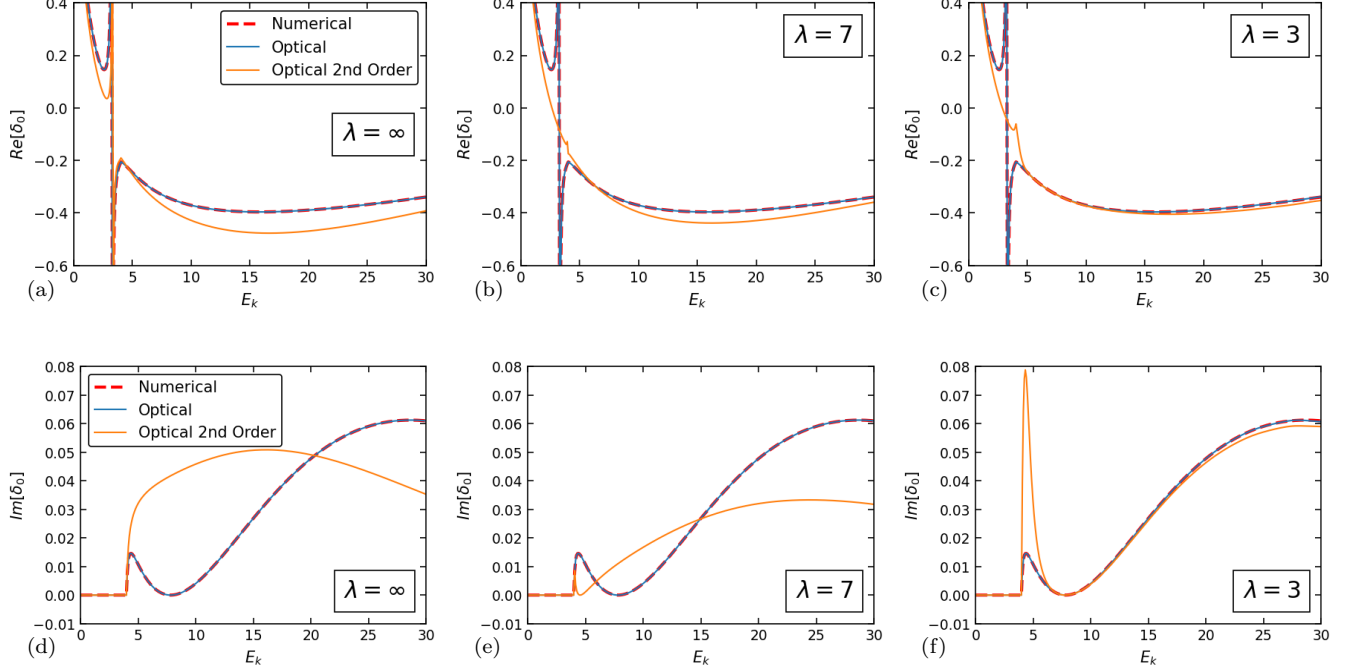 0.4
0.2
0.0
−0.2
−0.4
−0.6
Re[δ₀]
Numerical
Optical
Optical 2nd Order
λ = ∞
0 5 10 15 20 25 30
E_k
(a)
0.4
0.2
0.0
−0.2
−0.4
−0.6
Re[δ₀]
λ = 7
0 5 10 15 20 25 30
E_k
(b)
0.4
0.2
0.0
−0.2
−0.4
−0.6
Re[δ₀]
λ = 3
0 5 10 15 20 25 30
E_k
(c)
0.08
0.07
0.06
0.05
0.04
0.03
0.02
0.01
0.00
−0.01
Im[δ₀]
Numerical
Optical
Optical 2nd Order
λ = ∞
0 5 10 15 20 25 30
E_k
(d)
0.08
0.07
0.06
0.05
0.04
0.03
0.02
0.01
0.00
−0.01
Im[δ₀]
λ = 7
0 5 10 15 20 25 30
E_k
(e)
0.08
0.07
0.06
0.05
0.04
0.03
0.02
0.01
0.00
−0.01
Im[δ₀]
λ = 3
0 5 10 15 20 25 30
E_k
(f)